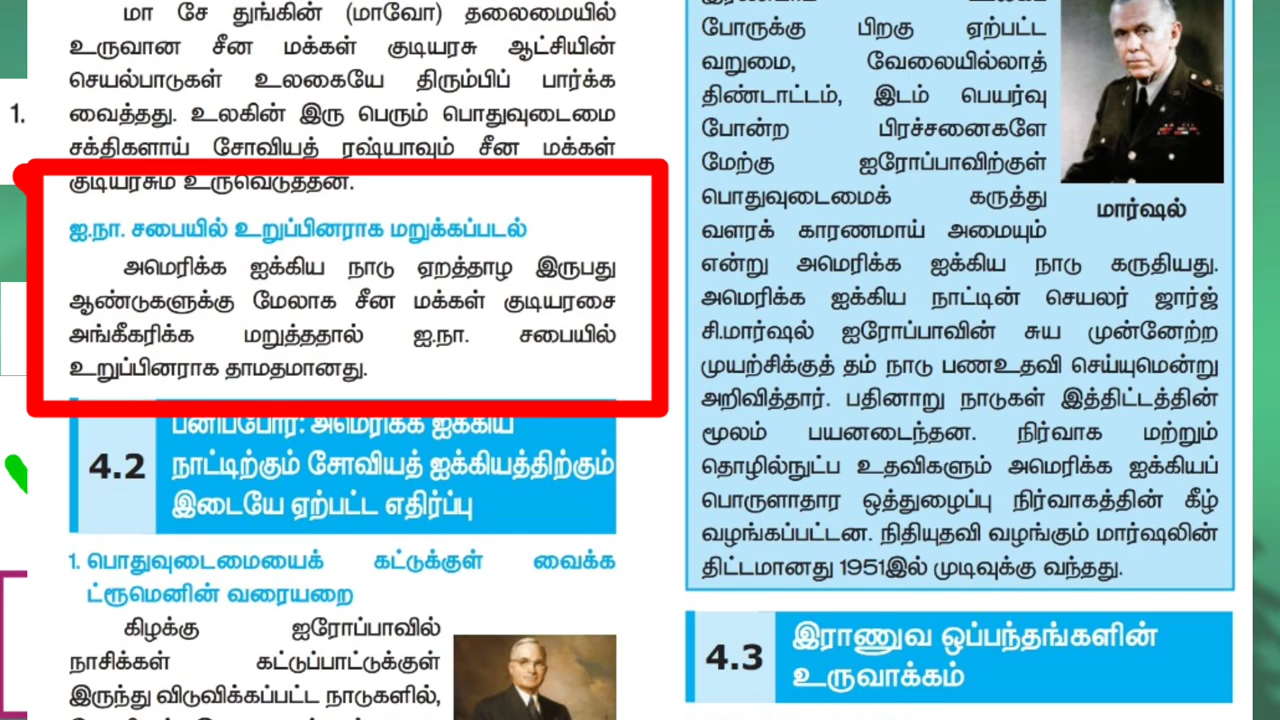 1.
மா சே துங்கின் (மாவோ) தலைமையில்
உருவான சீன மக்கள் குடியரசு ஆட்சியின்
செயல்பாடுகள் உலகையே திரும்பிப் பார்க்க
வைத்தது. உலகின் இரு பெரும் பொதுவுடைமை
சக்திகளாய் சோவியத் ரஷ்யாவும் சீன மக்கள்
குடியரசும் உருவெடுத்தன.
ஐ.நா. சபையில் உறுப்பினராக மறுக்கப்படல்
அமெரிக்க ஐக்கிய நாடு ஏறத்தாழ இருபது
ஆண்டுகளுக்கு மேலாக சீன மக்கள் குடியரசை
அங்கீகரிக்க மறுத்ததால் ஐ.நா. சபையில்
உறுப்பினராக தாமதமானது.
4.2
பனிப்போர்: அமெரிக்க ஐக்கிய
நாட்டிற்கும் சோவியத் ஐக்கியத்திற்கும்
இடையே ஏற்பட்ட எதிர்ப்பு
1. பொதுவுடைமையைக் கட்டுக்குள் வைக்க
ட்ரூமெனின் வரையறை
கிழக்கு ஐரோப்பாவில்
நாசிக்கள் கட்டுப்பாட்டுக்குள்
இருந்து விடுவிக்கப்பட்ட நாடுகளில்,
போருக்கு பிறகு ஏற்பட்ட
வறுமை, வேலையில்லாத்
திண்டாட்டம், இடம் பெயர்வு
போன்ற பிரச்சனைகளே
மேற்கு ஐரோப்பாவிற்குள்
பொதுவுடைமைக் கருத்து
வளரக் காரணமாய் அமையும்
என்று அமெரிக்க ஐக்கிய நாடு கருதியது.
அமெரிக்க ஐக்கிய நாட்டின் செயலர் ஜார்ஜ்
சி.மார்ஷல் ஐரோப்பாவின் சுய முன்னேற்ற
முயற்சிக்குத் தம் நாடு பணஉதவி செய்யுமென்று
அறிவித்தார். பதினாறு நாடுகள் இத்திட்டத்தின்
மூலம் பயனடைந்தன. நிர்வாக மற்றும்
தொழில்நுட்ப உதவிகளும் அமெரிக்க ஐக்கியப்
பொருளாதார ஒத்துழைப்பு நிர்வாகத்தின் கீழ்
வழங்கப்பட்டன. நிதியுதவி வழங்கும் மார்ஷலின்
திட்டமானது 1951இல் முடிவுக்கு வந்தது.
மார்ஷல்
4.3
இராணுவ ஒப்பந்தங்களின்
உருவாக்கம்